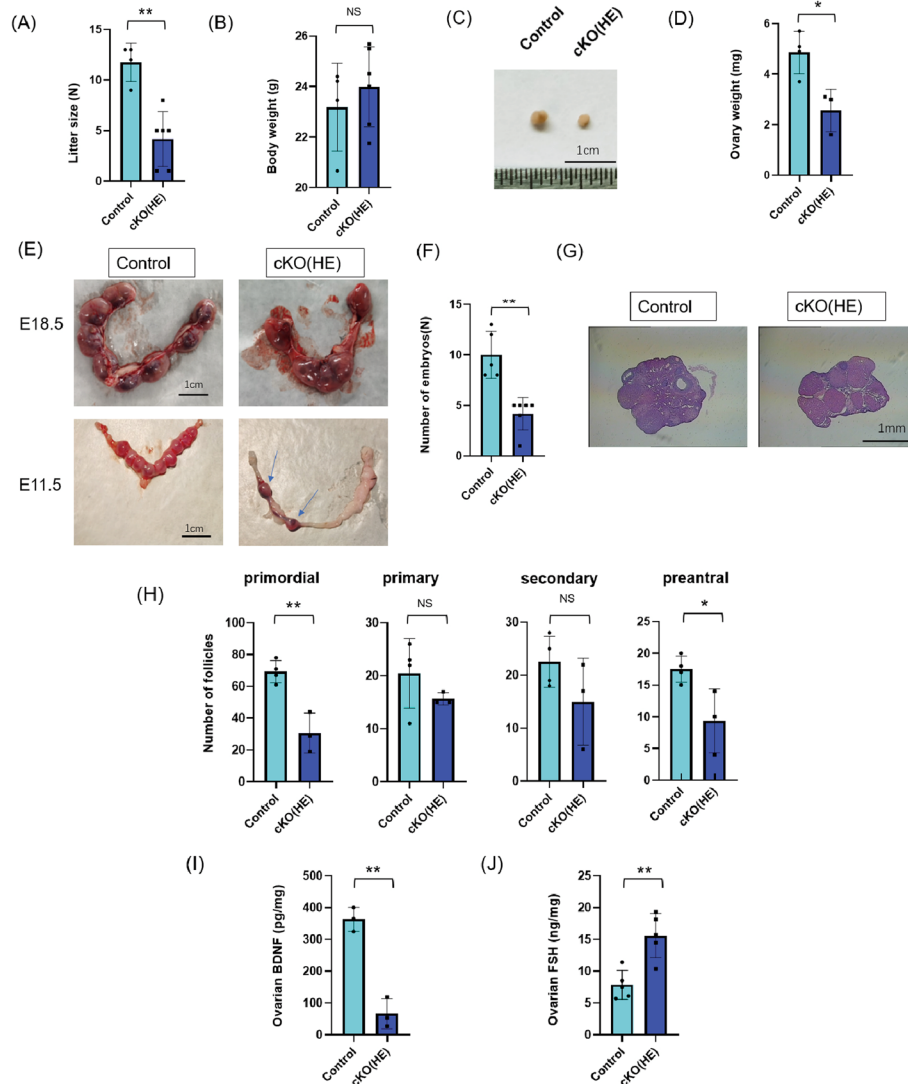 (A)
**
Litter size (N)
15
10
5
0
Control
cKO(HE)
(B)
NS
Body weight (g)
26
24
22
20
Control
cKO(HE)
(C)
Control
cKO(HE)
1cm
(D)
*
Ovary weight (mg)
6
4
2
0
Control
cKO(HE)
(E)
Control
cKO(HE)
E18.5
1cm
E11.5
1cm
(F)
**
Number of embryos(N)
15
10
5
0
Control
cKO(HE)
(G)
Control
cKO(HE)
1mm
(H)
primordial
**
Number of follicles
100
80
60
40
20
0
Control
cKO(HE)
primary
NS
30
20
10
0
Control
cKO(HE)
secondary
NS
30
20
10
0
Control
cKO(HE)
preantral
*
20
15
10
5
0
Control
cKO(HE)
(I)
**
Ovarian BDNF (pg/mg)
500
400
300
200
100
0
Control
cKO(HE)
(J)
**
Ovarian FSH (ng/mg)
25
20
15
10
5
0
Control
cKO(HE)